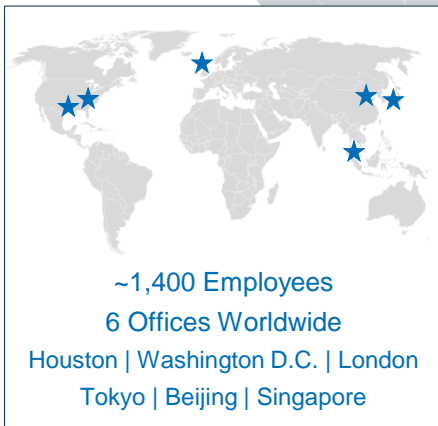 ~1,400 Employees
6 Offices Worldwide
Houston | Washington D.C. | London
Tokyo | Beijing | Singapore